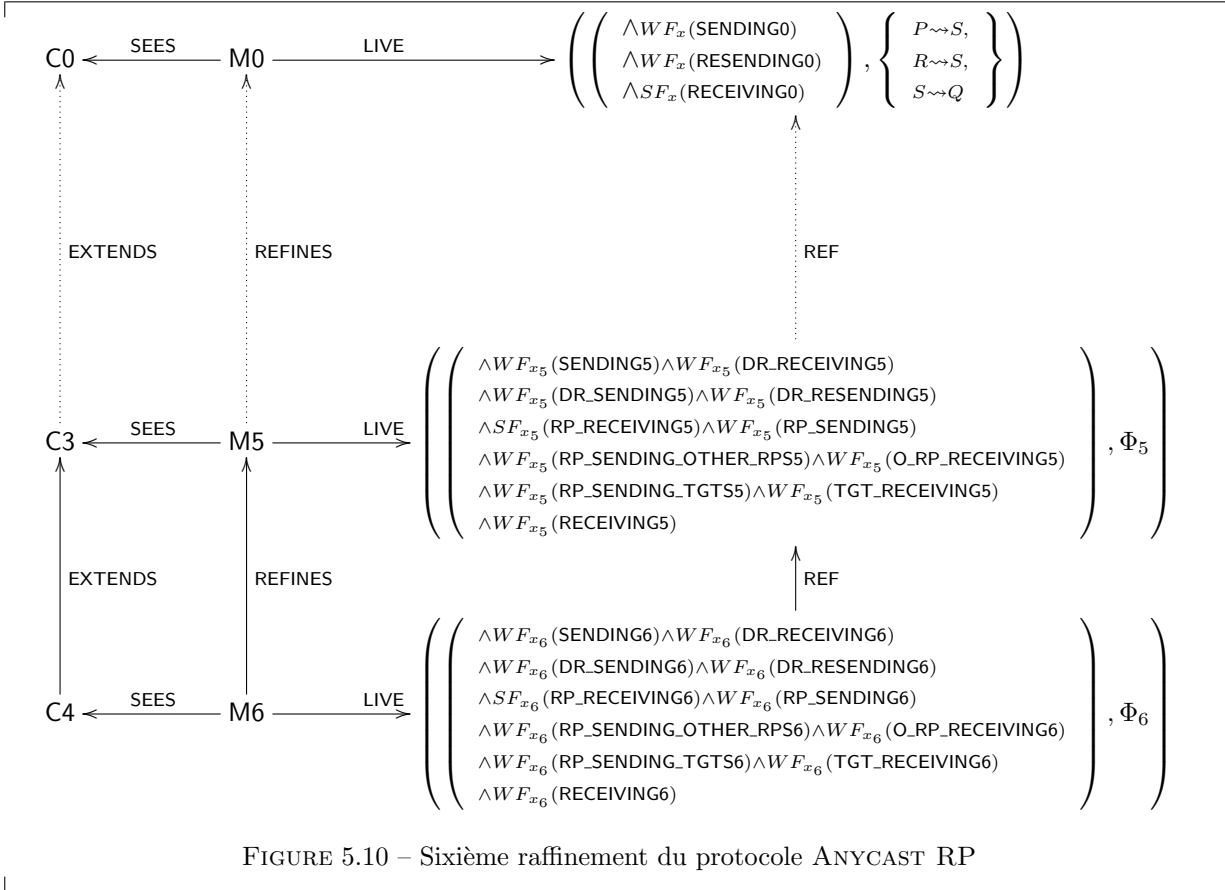 C0 SEES M0 LIVE ( ( ∧WF_x(SENDING0) ∧WF_x(RESENDING0) ∧SF_x(RECEIVING0) ) , { P⇝S, R⇝S, S⇝Q } )
EXTENDS REFINES REF
C3 SEES M5 LIVE
∧WF_{x_5}(SENDING5)∧WF_{x_5}(DR_RECEIVING5)
∧WF_{x_5}(DR_SENDING5)∧WF_{x_5}(DR_RESENDING5)
∧SF_{x_5}(RP_RECEIVING5)∧WF_{x_5}(RP_SENDING5)
∧WF_{x_5}(RP_SENDING_OTHER_RPS5)∧WF_{x_5}(O_RP_RECEIVING5)
∧WF_{x_5}(RP_SENDING_TGTS5)∧WF_{x_5}(TGT_RECEIVING5)
∧WF_{x_5}(RECEIVING5)
, Φ_5
EXTENDS REFINES REF
C4 SEES M6 LIVE
∧WF_{x_6}(SENDING6)∧WF_{x_6}(DR_RECEIVING6)
∧WF_{x_6}(DR_SENDING6)∧WF_{x_6}(DR_RESENDING6)
∧SF_{x_6}(RP_RECEIVING6)∧WF_{x_6}(RP_SENDING6)
∧WF_{x_6}(RP_SENDING_OTHER_RPS6)∧WF_{x_6}(O_RP_RECEIVING6)
∧WF_{x_6}(RP_SENDING_TGTS6)∧WF_{x_6}(TGT_RECEIVING6)
∧WF_{x_6}(RECEIVING6)
, Φ_6
FIGURE 5.10 – Sixième raffinement du protocole ANYCAST RP